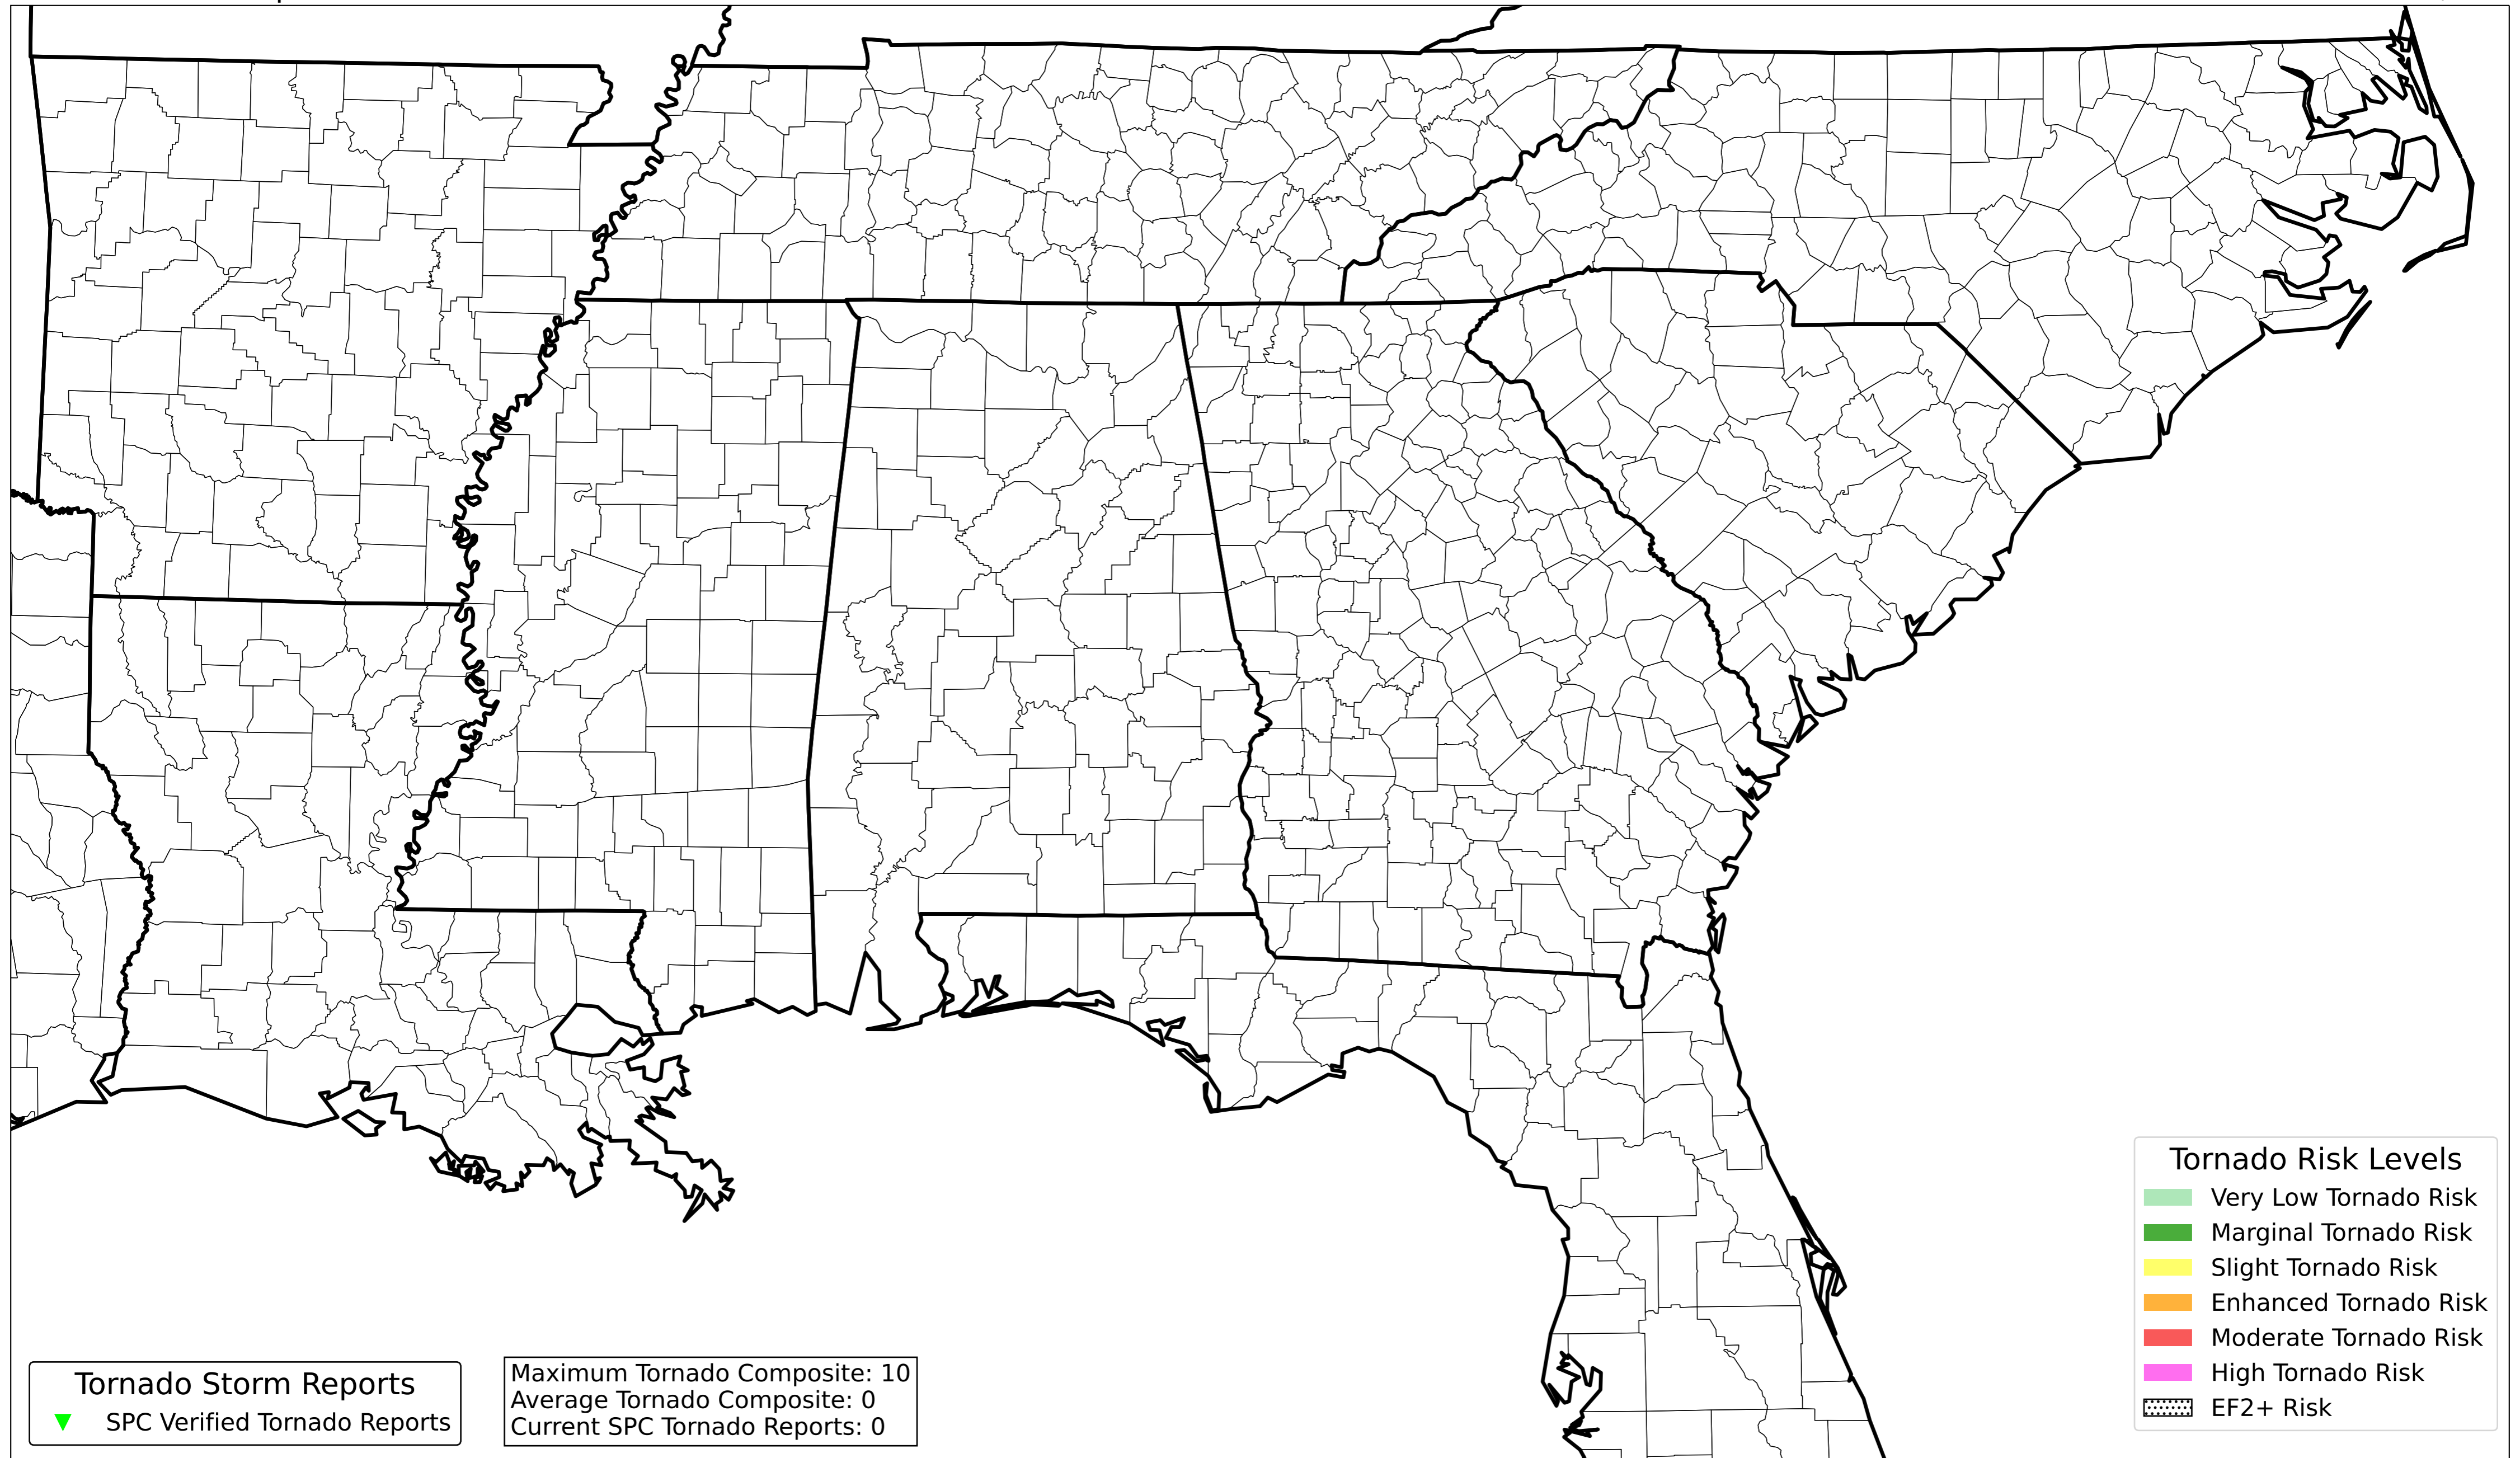 Tornado Risk Levels
Very Low Tornado Risk
Marginal Tornado Risk
Slight Tornado Risk
Enhanced Tornado Risk
Moderate Tornado Risk
High Tornado Risk
EF2+ Risk
Tornado Storm Reports
SPC Verified Tornado Reports
Maximum Tornado Composite: 10
Average Tornado Composite: 0
Current SPC Tornado Reports: 0